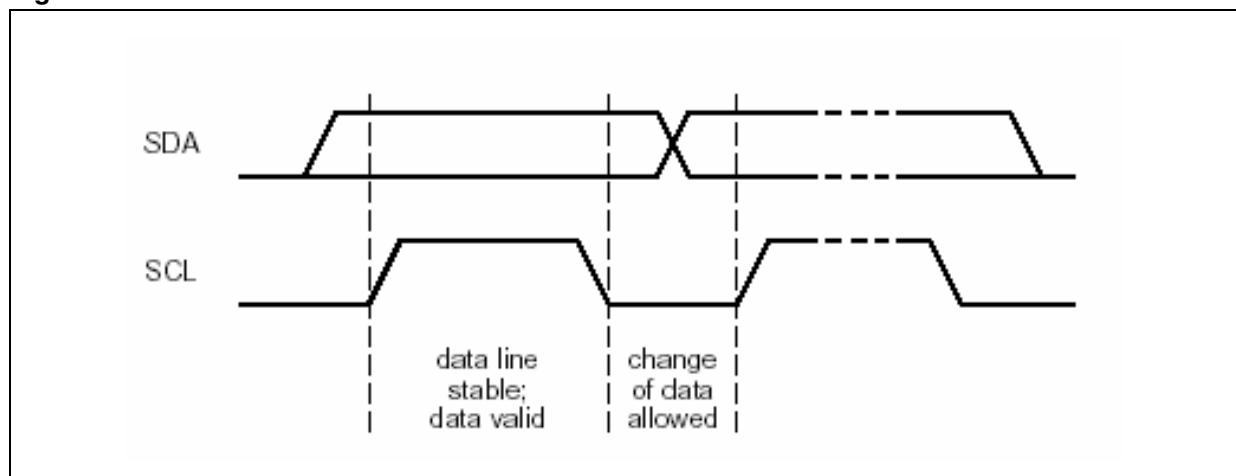 SDA
SCL
data line
stable;
data valid
change
of data
allowed